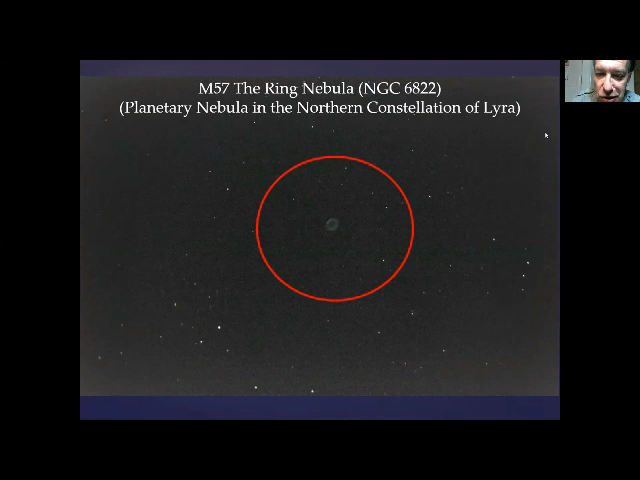 M57 The Ring Nebula (NGC 6822)
(Planetary Nebula in the Northern Constellation of Lyra)